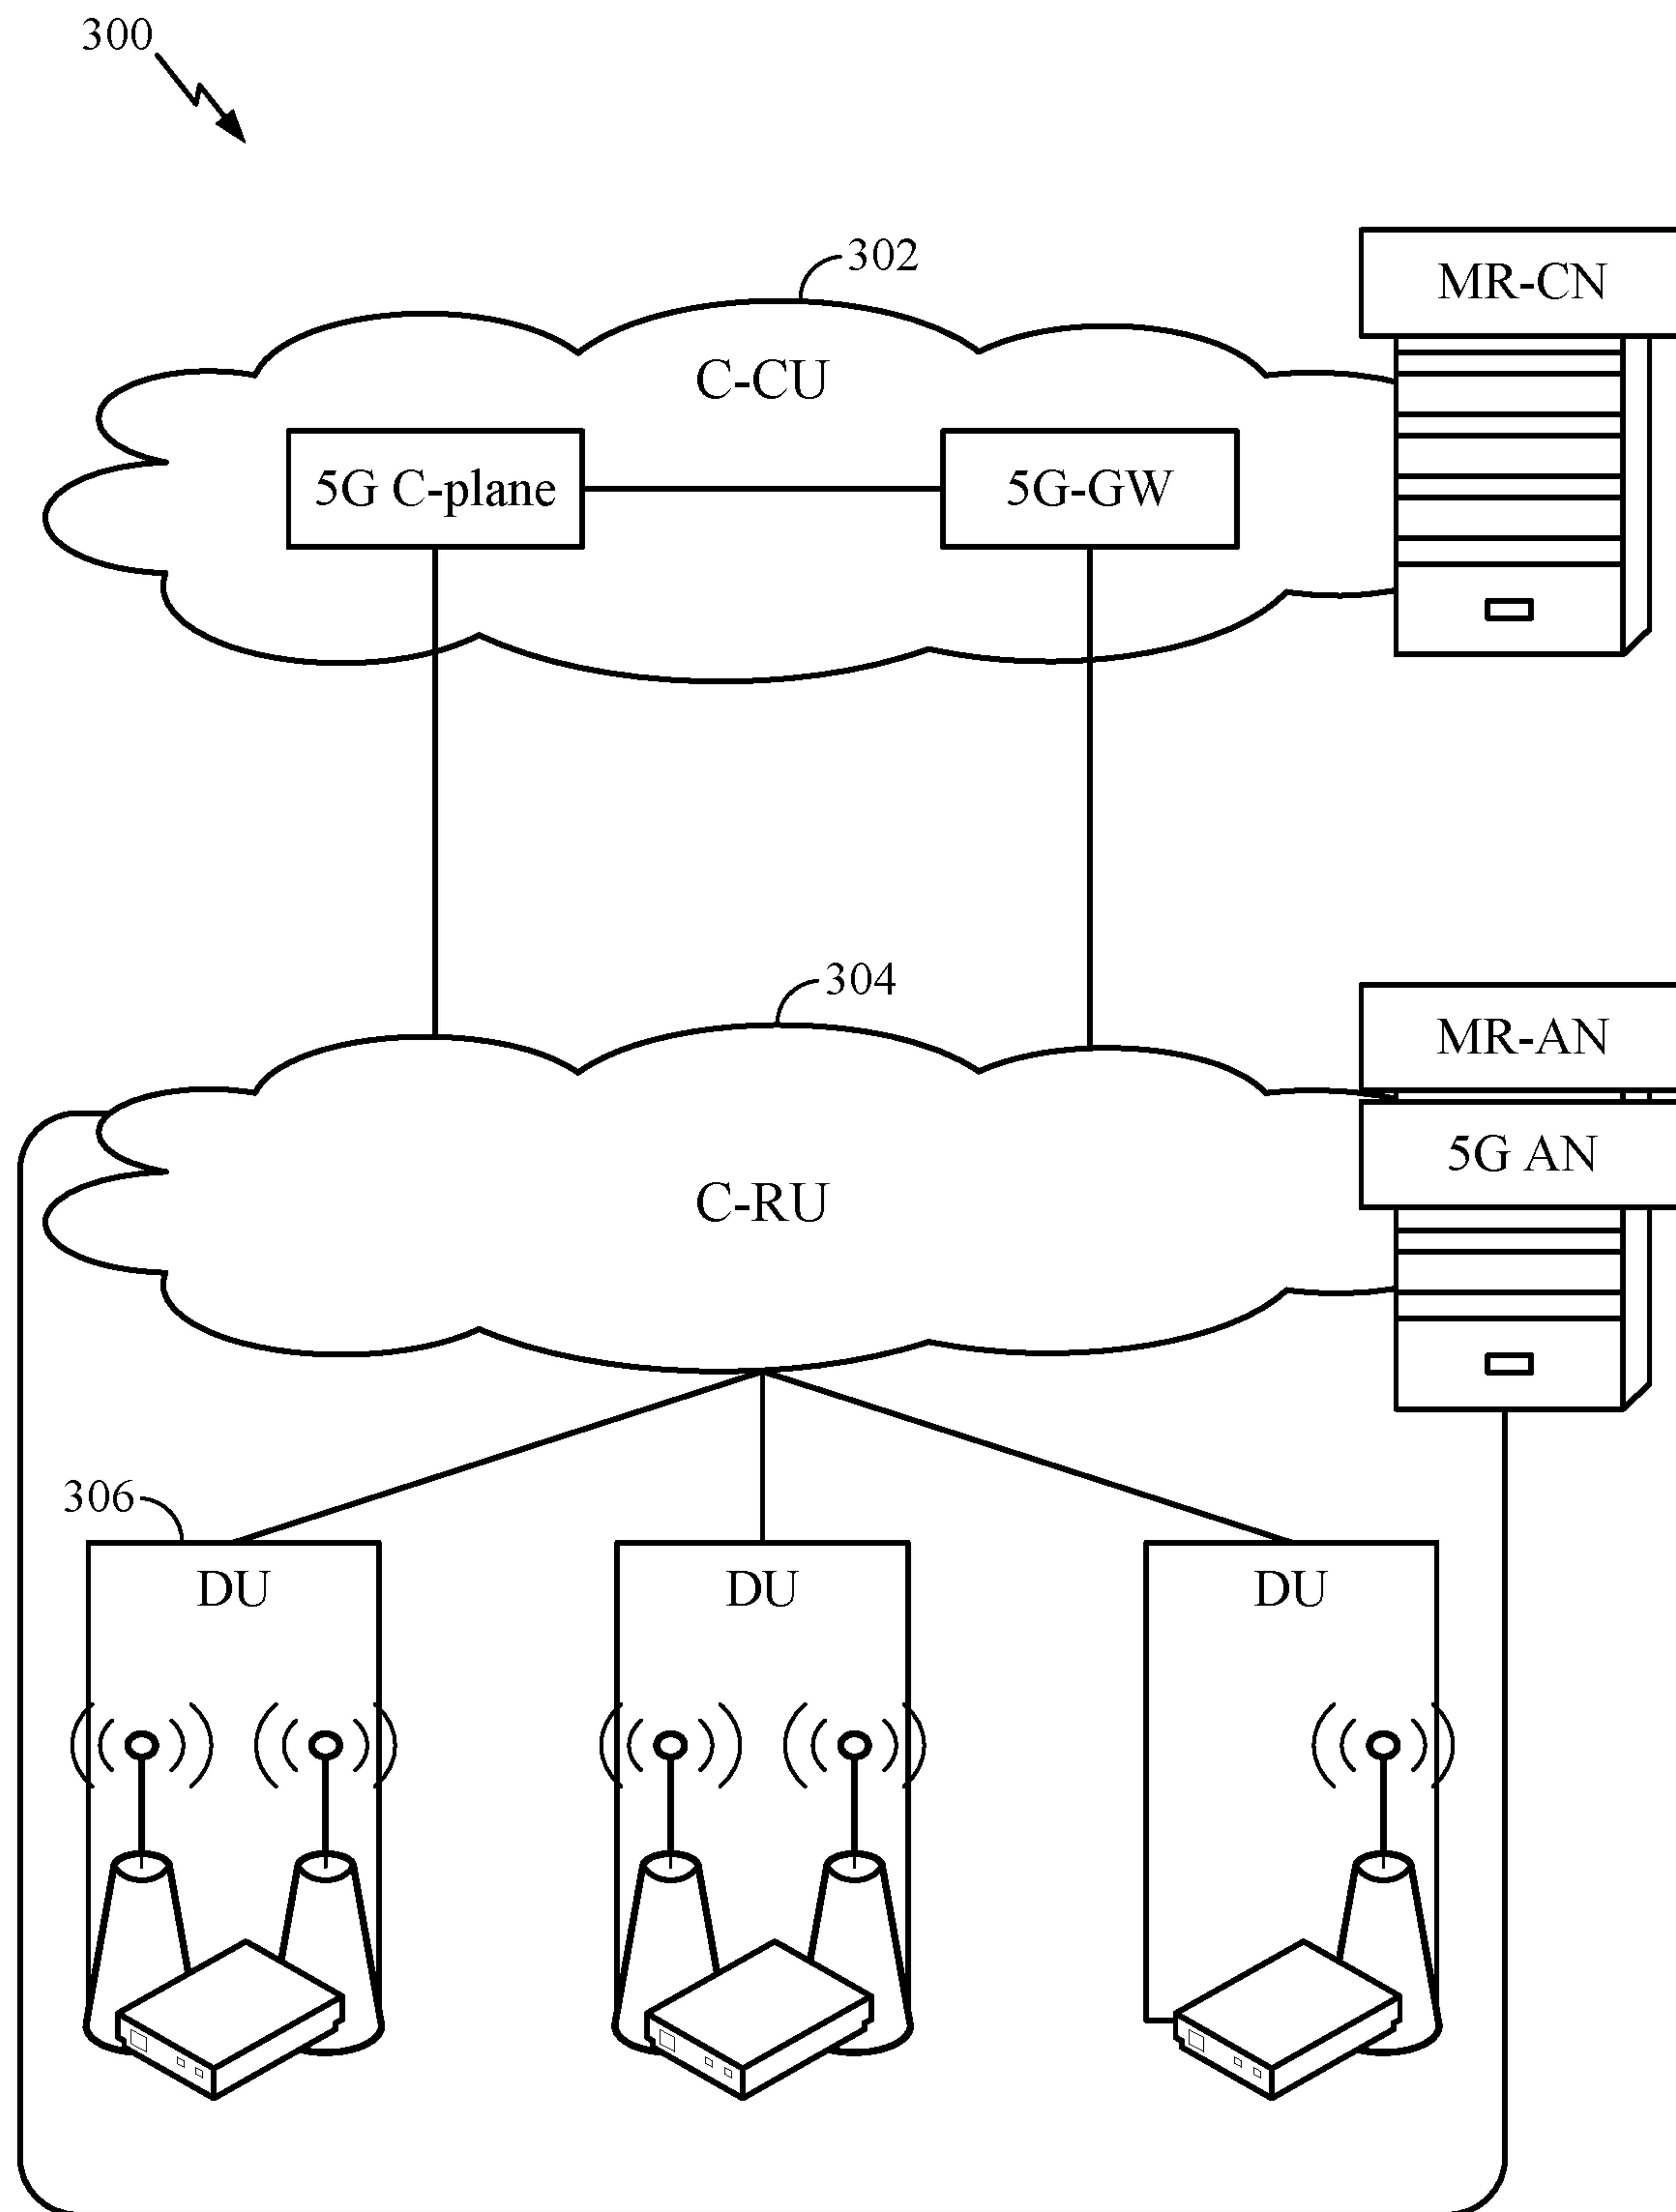 300
302
MR-CN
C-CU
5G C-plane
5G-GW
304
MR-AN
5G AN
C-RU
306
DU
DU
DU